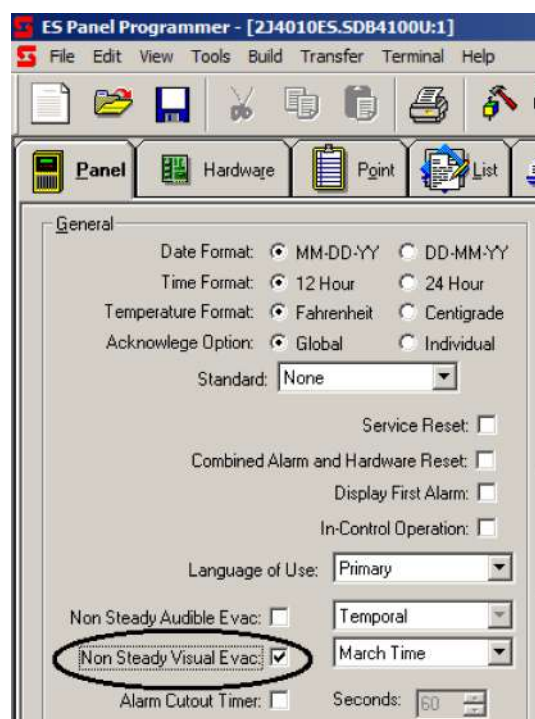 ES Panel Programmer - [2J4010ES.SDB4100U:1]
File Edit View Tools Build Transfer Terminal Help
Panel Hardware Point List
General
Date Format: MM-DD-YY DD-MM-YY
Time Format: 12 Hour 24 Hour
Temperature Format: Fahrenheit Centigrade
Acknowlege Option: Global Individual
Standard: None
Service Reset:
Combined Alarm and Hardware Reset:
Display First Alarm:
In-Control Operation:
Language of Use: Primary
Non Steady Audible Evac: Temporal
Non Steady Visual Evac: March Time
Alarm Cutout Timer: Seconds: 60